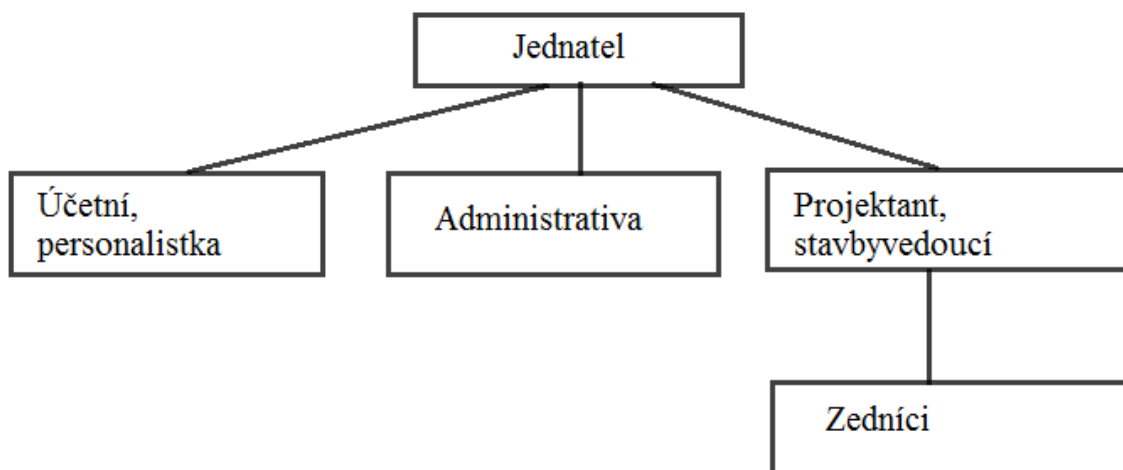 Jednatel
Účetní,
personalistka
Administrativa
Projektant,
stavbyvedoucí
Zedníci